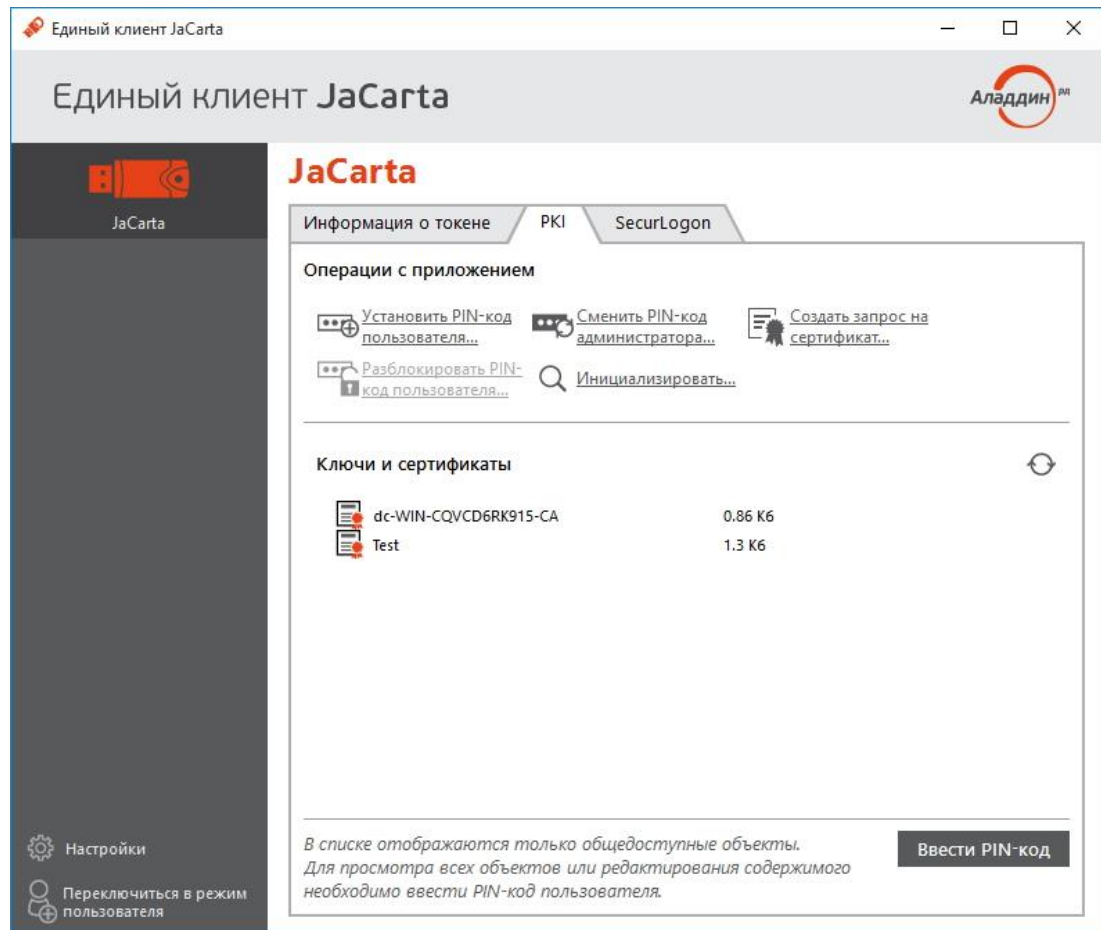 Единый клиент JaCarta
Единый клиент JaCarta
Аладдин РД
JaCarta
JaCarta
Информация о токене PKI SecurLogon
Операции с приложением
Установить PIN-код
пользователя...
Сменить PIN-код
администратора...
Создать запрос на
сертификат...
Разблокировать PIN-
код пользователя...
Инициализировать...
Ключи и сертификаты
dc-WIN-CQVCD6RK915-CA 0.86 Кб
Test 1.3 Кб
В списке отображаются только общедоступные объекты.
Для просмотра всех объектов или редактирования содержимого
необходимо ввести PIN-код пользователя.
Ввести PIN-код
Настройки
Переключиться в режим
пользователя